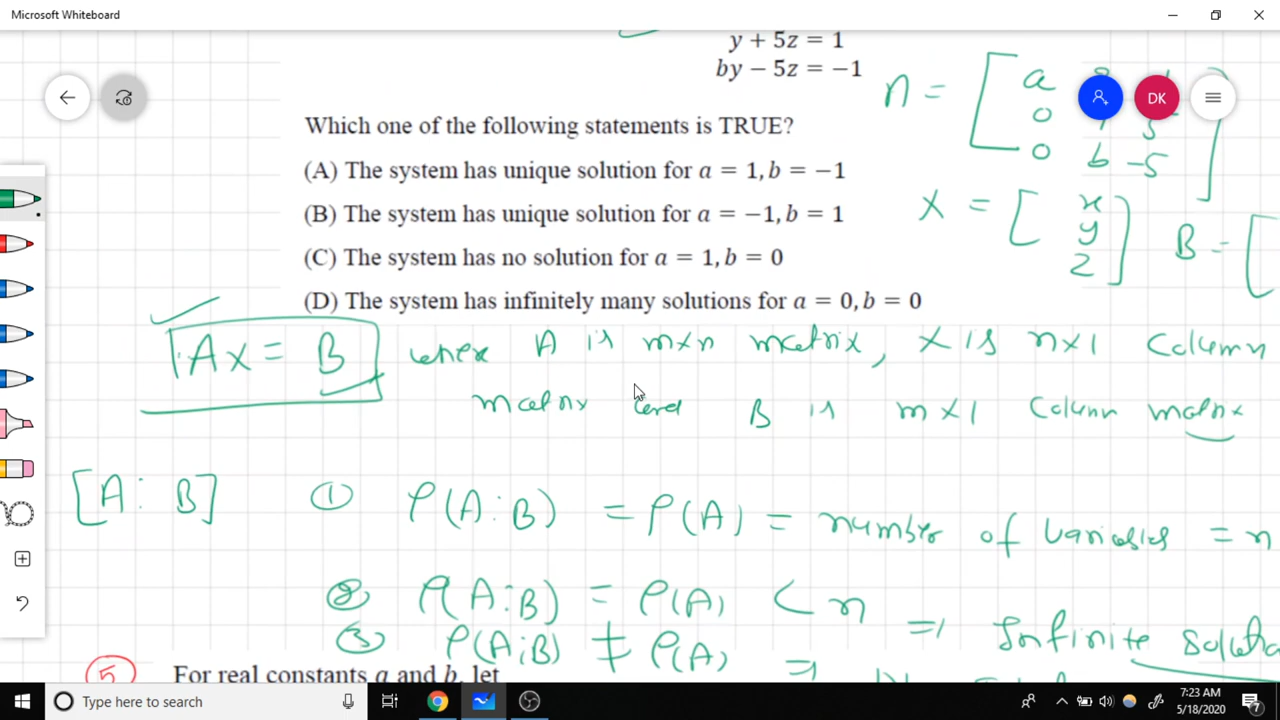 Microsoft Whiteboard
y + 5z = 1
by − 5z = −1
n = [ a
0 1 5
0 b -5 ]
DK
Which one of the following statements is TRUE?
(A) The system has unique solution for a = 1, b = −1
(B) The system has unique solution for a = −1, b = 1
(C) The system has no solution for a = 1, b = 0
(D) The system has infinitely many solutions for a = 0, b = 0
X = [ x
y
z ] B = [
AX = B where A is m×n matrix, X is n×1 column
matrix and B is m×1 column matrix
[A : B] ① ρ(A:B) = ρ(A) = number of variables = n
② ρ(A:B) = ρ(A) < n ⇒ Infinite solution
③ ρ(A:B) ≠ ρ(A) ⇒
5 For real constants a and b, let
Type here to search
7:23 AM
5/18/2020
7